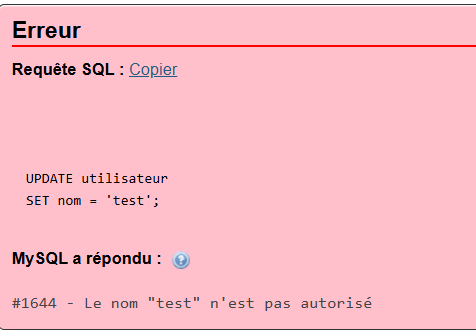 Erreur
Requête SQL : Copier
UPDATE utilisateur
SET nom = 'test';
MySQL a répondu :
#1644 - Le nom "test" n'est pas autorisé